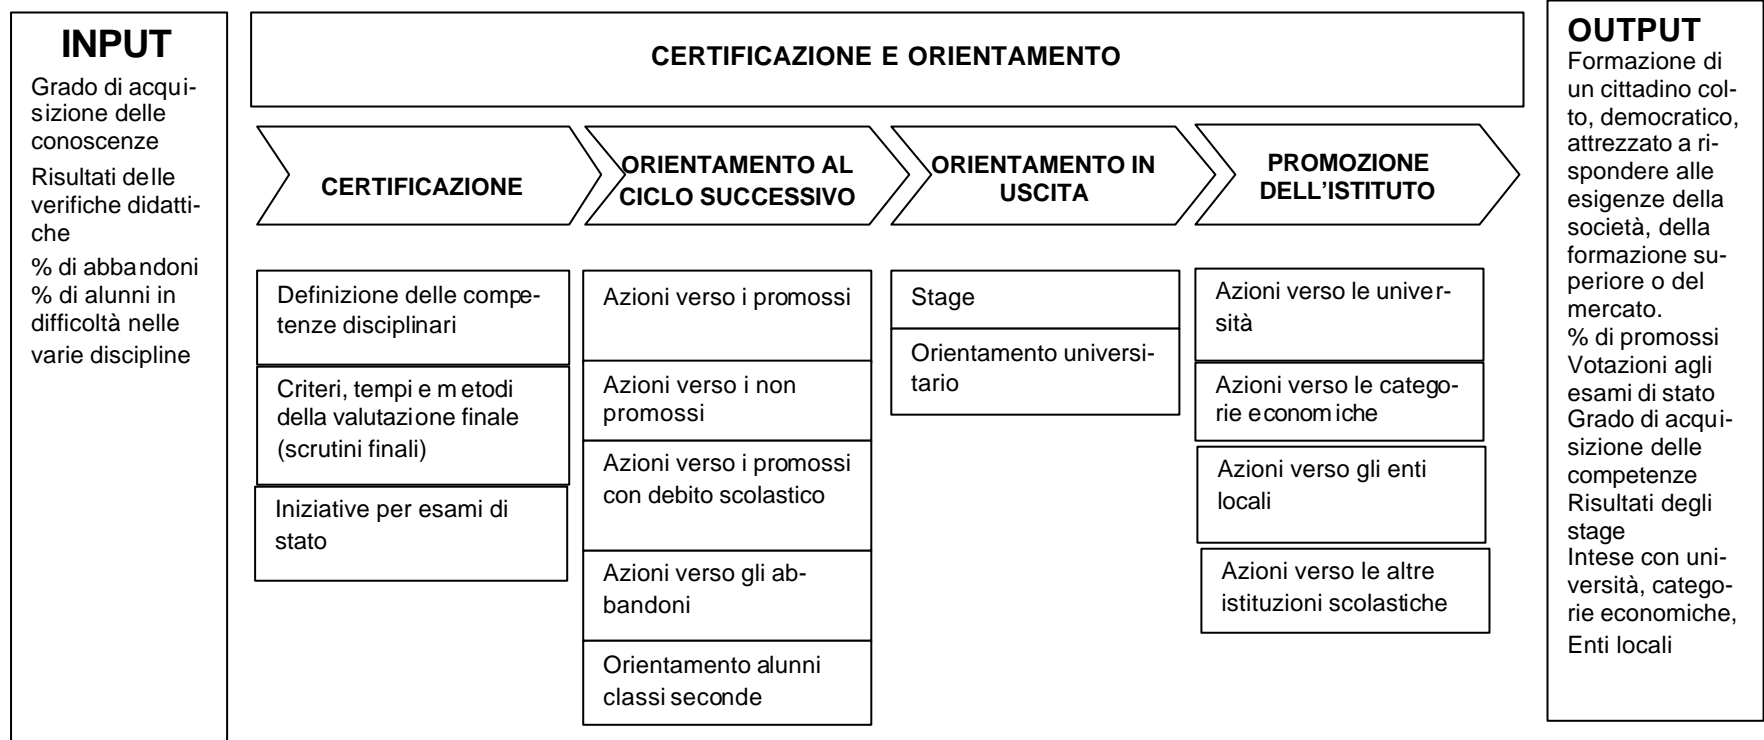 INPUT
Grado di acqui-
sizione delle
conoscenze
Risultati delle
verifiche didatti-
che
% di abbandoni
% di alunni in
difficoltà nelle
varie discipline
CERTIFICAZIONE E ORIENTAMENTO
CERTIFICAZIONE
ORIENTAMENTO AL
CICLO SUCCESSIVO
ORIENTAMENTO IN
USCITA
PROMOZIONE
DELL’ISTITUTO
Definizione delle compe-
tenze disciplinari
Criteri, tempi e metodi
della valutazione finale
(scrutini finali)
Iniziative per esami di
stato
Azioni verso i promossi
Azioni verso i non
promossi
Azioni verso i promossi
con debito scolastico
Azioni verso gli ab-
bandoni
Orientamento alunni
classi seconde
Stage
Orientamento universi-
tario
Azioni verso le univer-
sità
Azioni verso le catego-
rie economiche
Azioni verso gli enti
locali
Azioni verso le altre
istituzioni scolastiche
OUTPUT
Formazione di
un cittadino col-
to, democratico,
attrezzato a ri-
spondere alle
esigenze della
società, della
formazione su-
periore o del
mercato.
% di promossi
Votazioni agli
esami di stato
Grado di acqui-
sizione delle
competenze
Risultati degli
stage
Intese con uni-
versità, catego-
rie economiche,
Enti locali